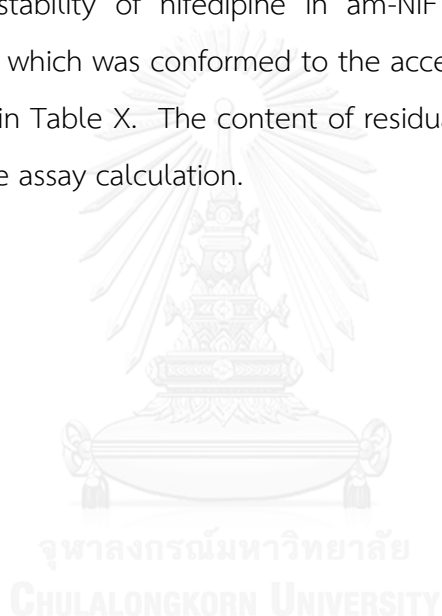 stability of nifedipine in am-NIF
which was conformed to the acce
in Table X. The content of residua
e assay calculation.
จุฬาลงกรณ์มหาวิทยาลัย
CHULALONGKORN UNIVERSITY